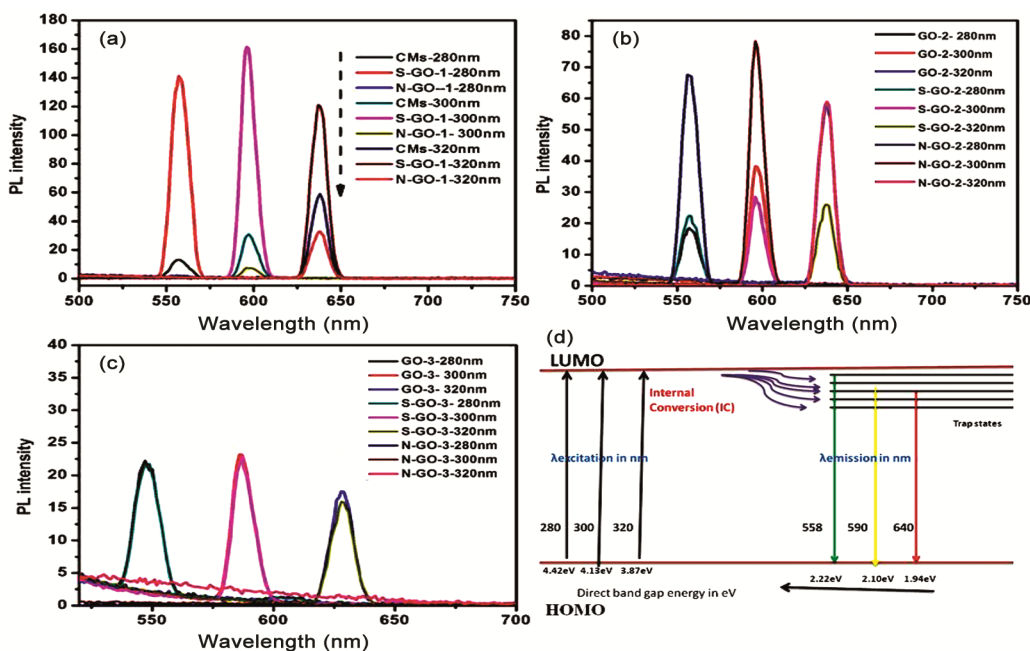 (a)
PL intensity
180
160
140
120
100
80
60
40
20
0
CMs-280nm
S-GO-1-280nm
N-GO--1-280nm
CMs-300nm
S-GO-1-300nm
N-GO-1- 300nm
CMs-320nm
S-GO-1-320nm
N-GO-1-320nm
500 550 600 650 700 750
Wavelength (nm)
(b)
PL intensity
80
70
60
50
40
30
20
10
0
GO-2- 280nm
GO-2-300nm
GO-2-320nm
S-GO-2-280nm
S-GO-2-300nm
S-GO-2-320nm
N-GO-2-280nm
N-GO-2-300nm
N-GO-2-320nm
500 550 600 650 700 750
Wavelength (nm)
(c)
PL intensity
40
35
30
25
20
15
10
5
0
GO-3-280nm
GO-3- 300nm
GO-3- 320nm
S-GO-3- 280nm
S-GO-3-300nm
S-GO-3-320nm
N-GO-3-280nm
N-GO-3-300nm
N-GO-3-320nm
550 600 650 700
Wavelength (nm)
(d)
LUMO
Internal
Conversion (IC)
Trap states
λexcitation in nm
λemission in nm
280 300 320
558 590 640
4.42eV 4.13eV 3.87eV
2.22eV 2.10eV 1.94eV
Direct band gap energy in eV
HOMO